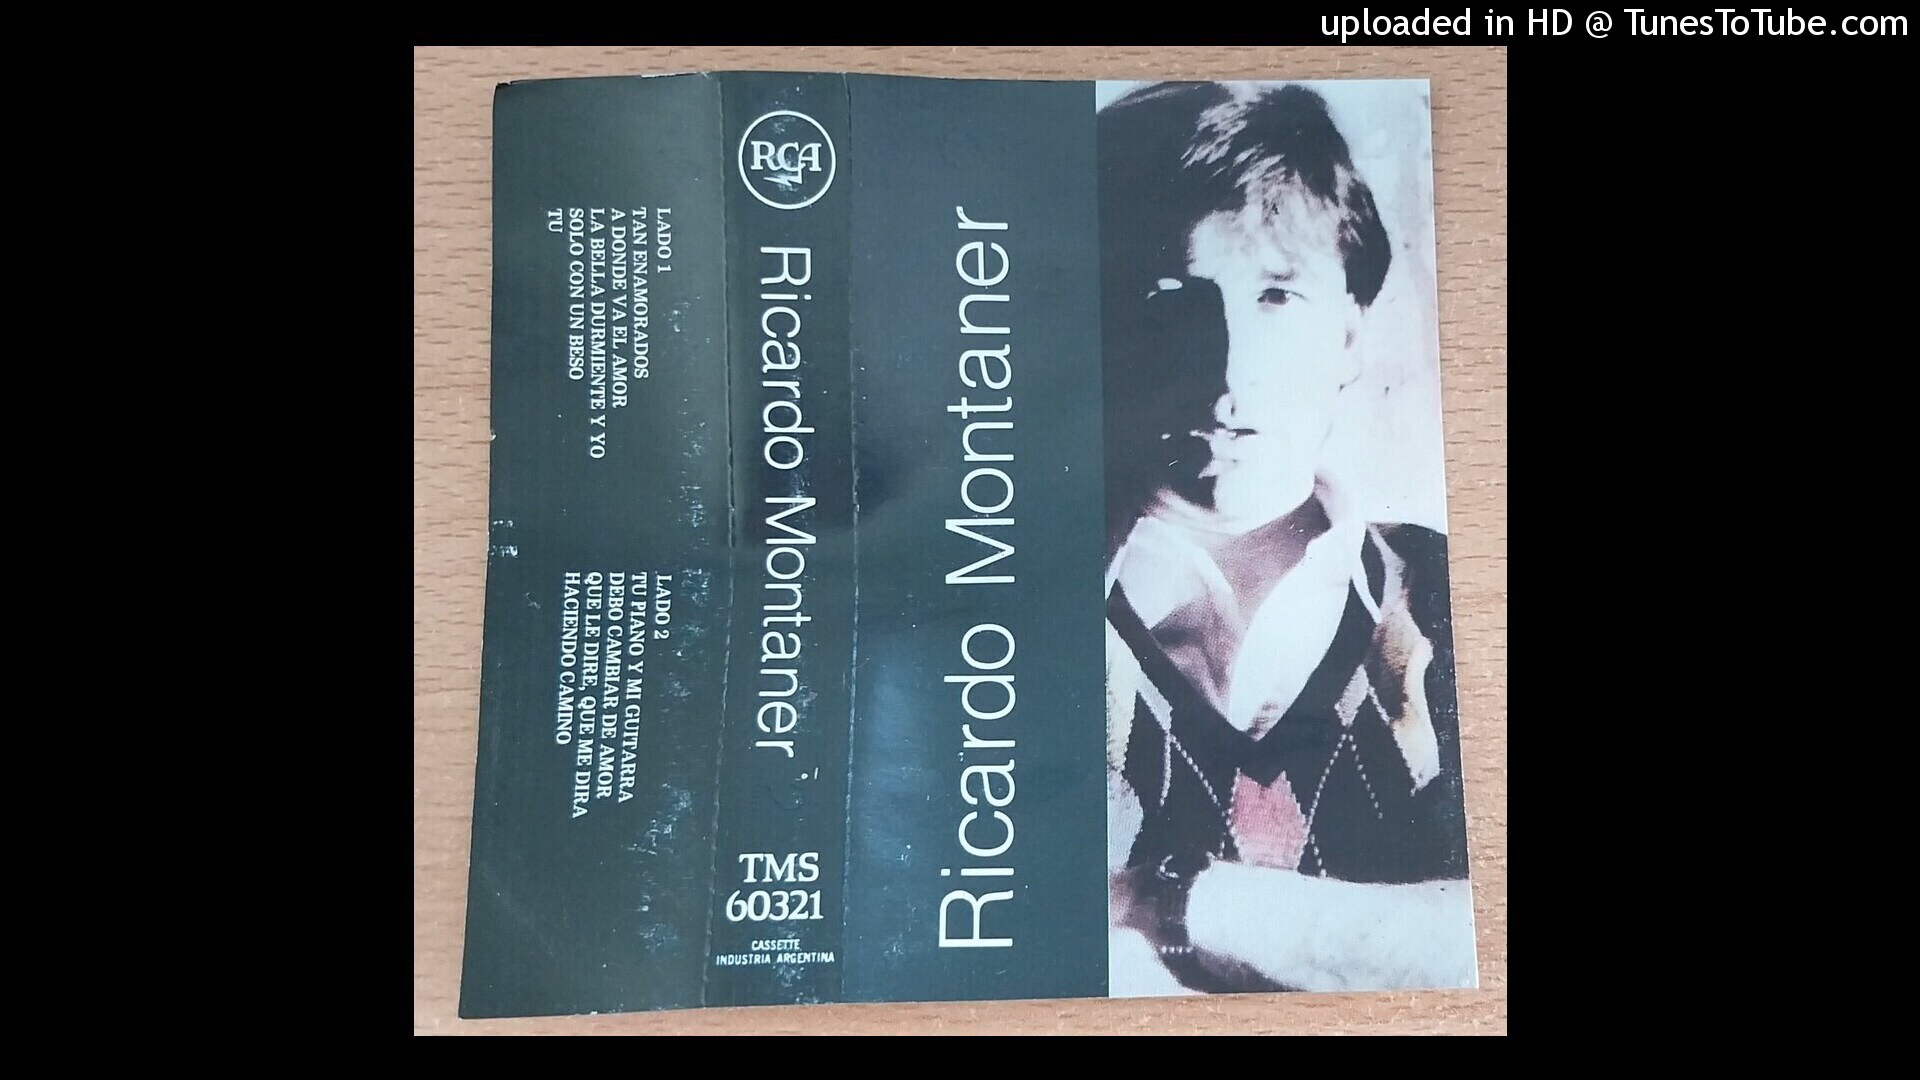 uploaded in HD @ TunesToTube.com
LADO 1
TAN ENAMORADOS
A DONDE VA EL AMOR
LA BELLA DURMIENTE Y YO
SOLO CON UN BESO
TU
LADO 2
TU PIANO Y MI GUITARRA
DEBO CAMBIAR DE AMOR
QUE LE DIRE, QUE ME DIRA
HACIENDO CAMINO
RCA
Ricardo Montaner
TMS
60321
CASSETTE
INDUSTRIA ARGENTINA
Ricardo Montaner